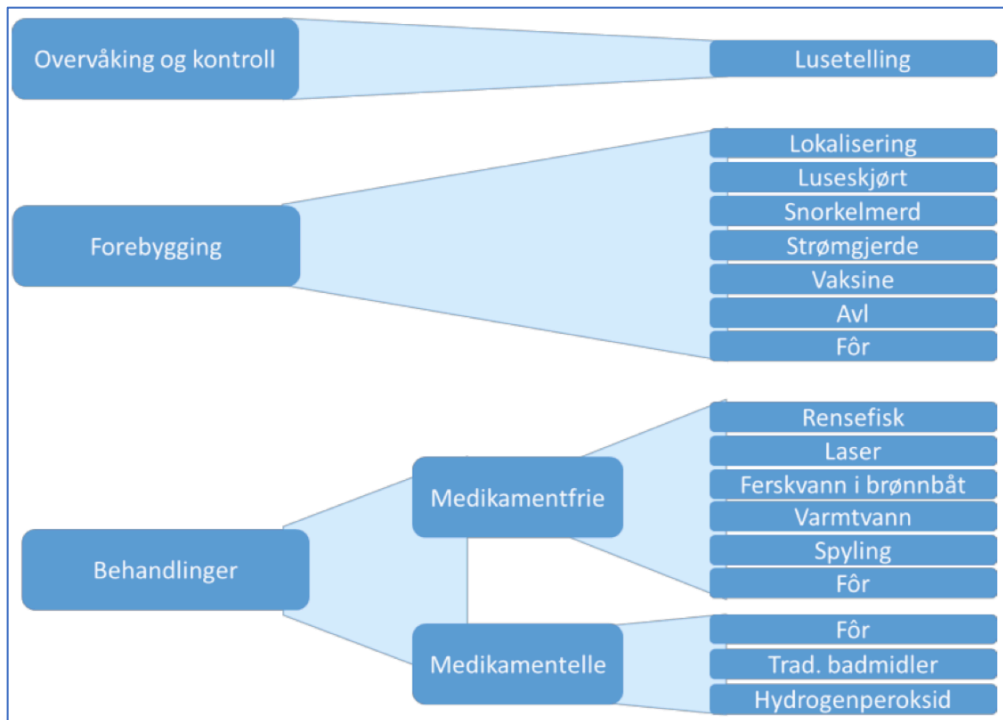 Overvåking og kontroll
Lusetelling
Forebygging
Lokalisering
Luseskjørt
Snorkelmerd
Strømgjerde
Vaksine
Avl
Fôr
Behandlinger
Medikamentfrie
Rensefisk
Laser
Ferskvann i brønnbåt
Varmtvann
Spyling
Fôr
Medikamentelle
Fôr
Trad. badmidler
Hydrogenperoksid